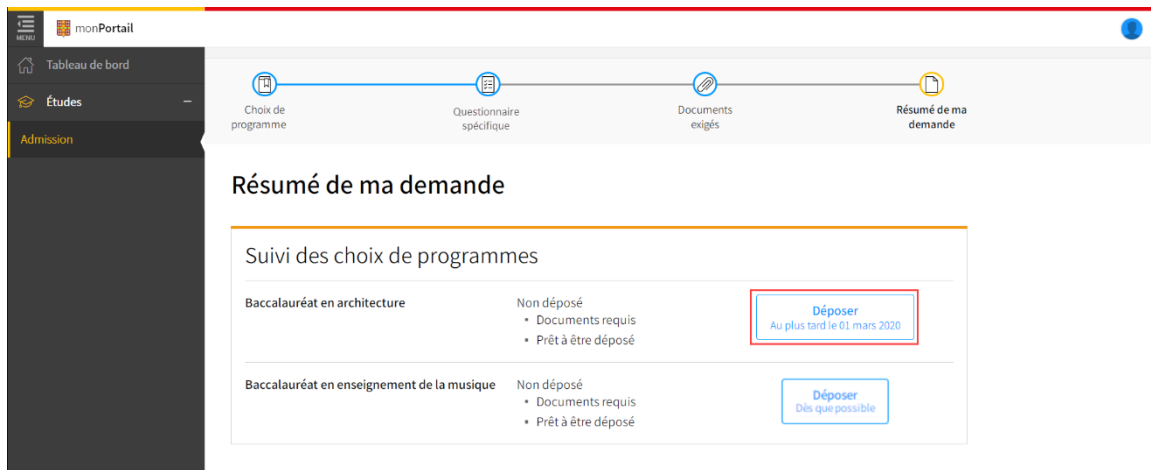 MENU
monPortail
Tableau de bord
Études
Admission
Choix de
programme
Questionnaire
spécifique
Documents
exigés
Résumé de ma
demande
Résumé de ma demande
Suivi des choix de programmes
Baccalauréat en architecture
Non déposé
• Documents requis
• Prêt à être déposé
Déposer
Au plus tard le 01 mars 2020
Baccalauréat en enseignement de la musique
Non déposé
• Documents requis
• Prêt à être déposé
Déposer
Dès que possible